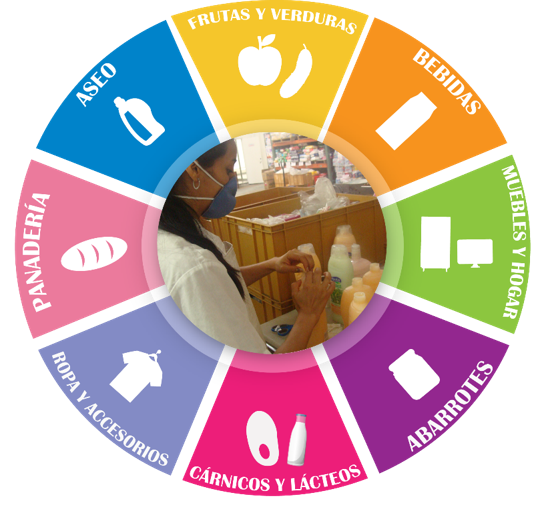 FRUTAS Y VERDURAS
BEBIDAS
MUEBLES Y HOGAR
ABARROTES
CÁRNICOS Y LÁCTEOS
ROPA Y ACCESORIOS
PANADERÍA
ASEO